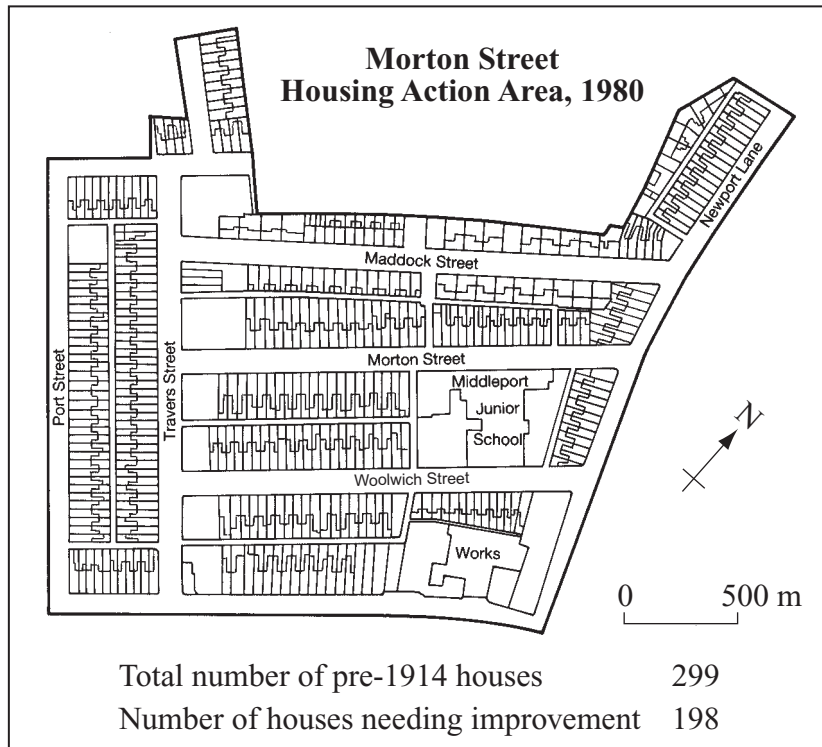 Morton Street
Housing Action Area, 1980
Newport Lane
Maddock Street
Morton Street
Port Street
Travers Street
Middleport
Junior
School
N
Woolwich Street
Works
0 500 m
Total number of pre-1914 houses 299
Number of houses needing improvement 198